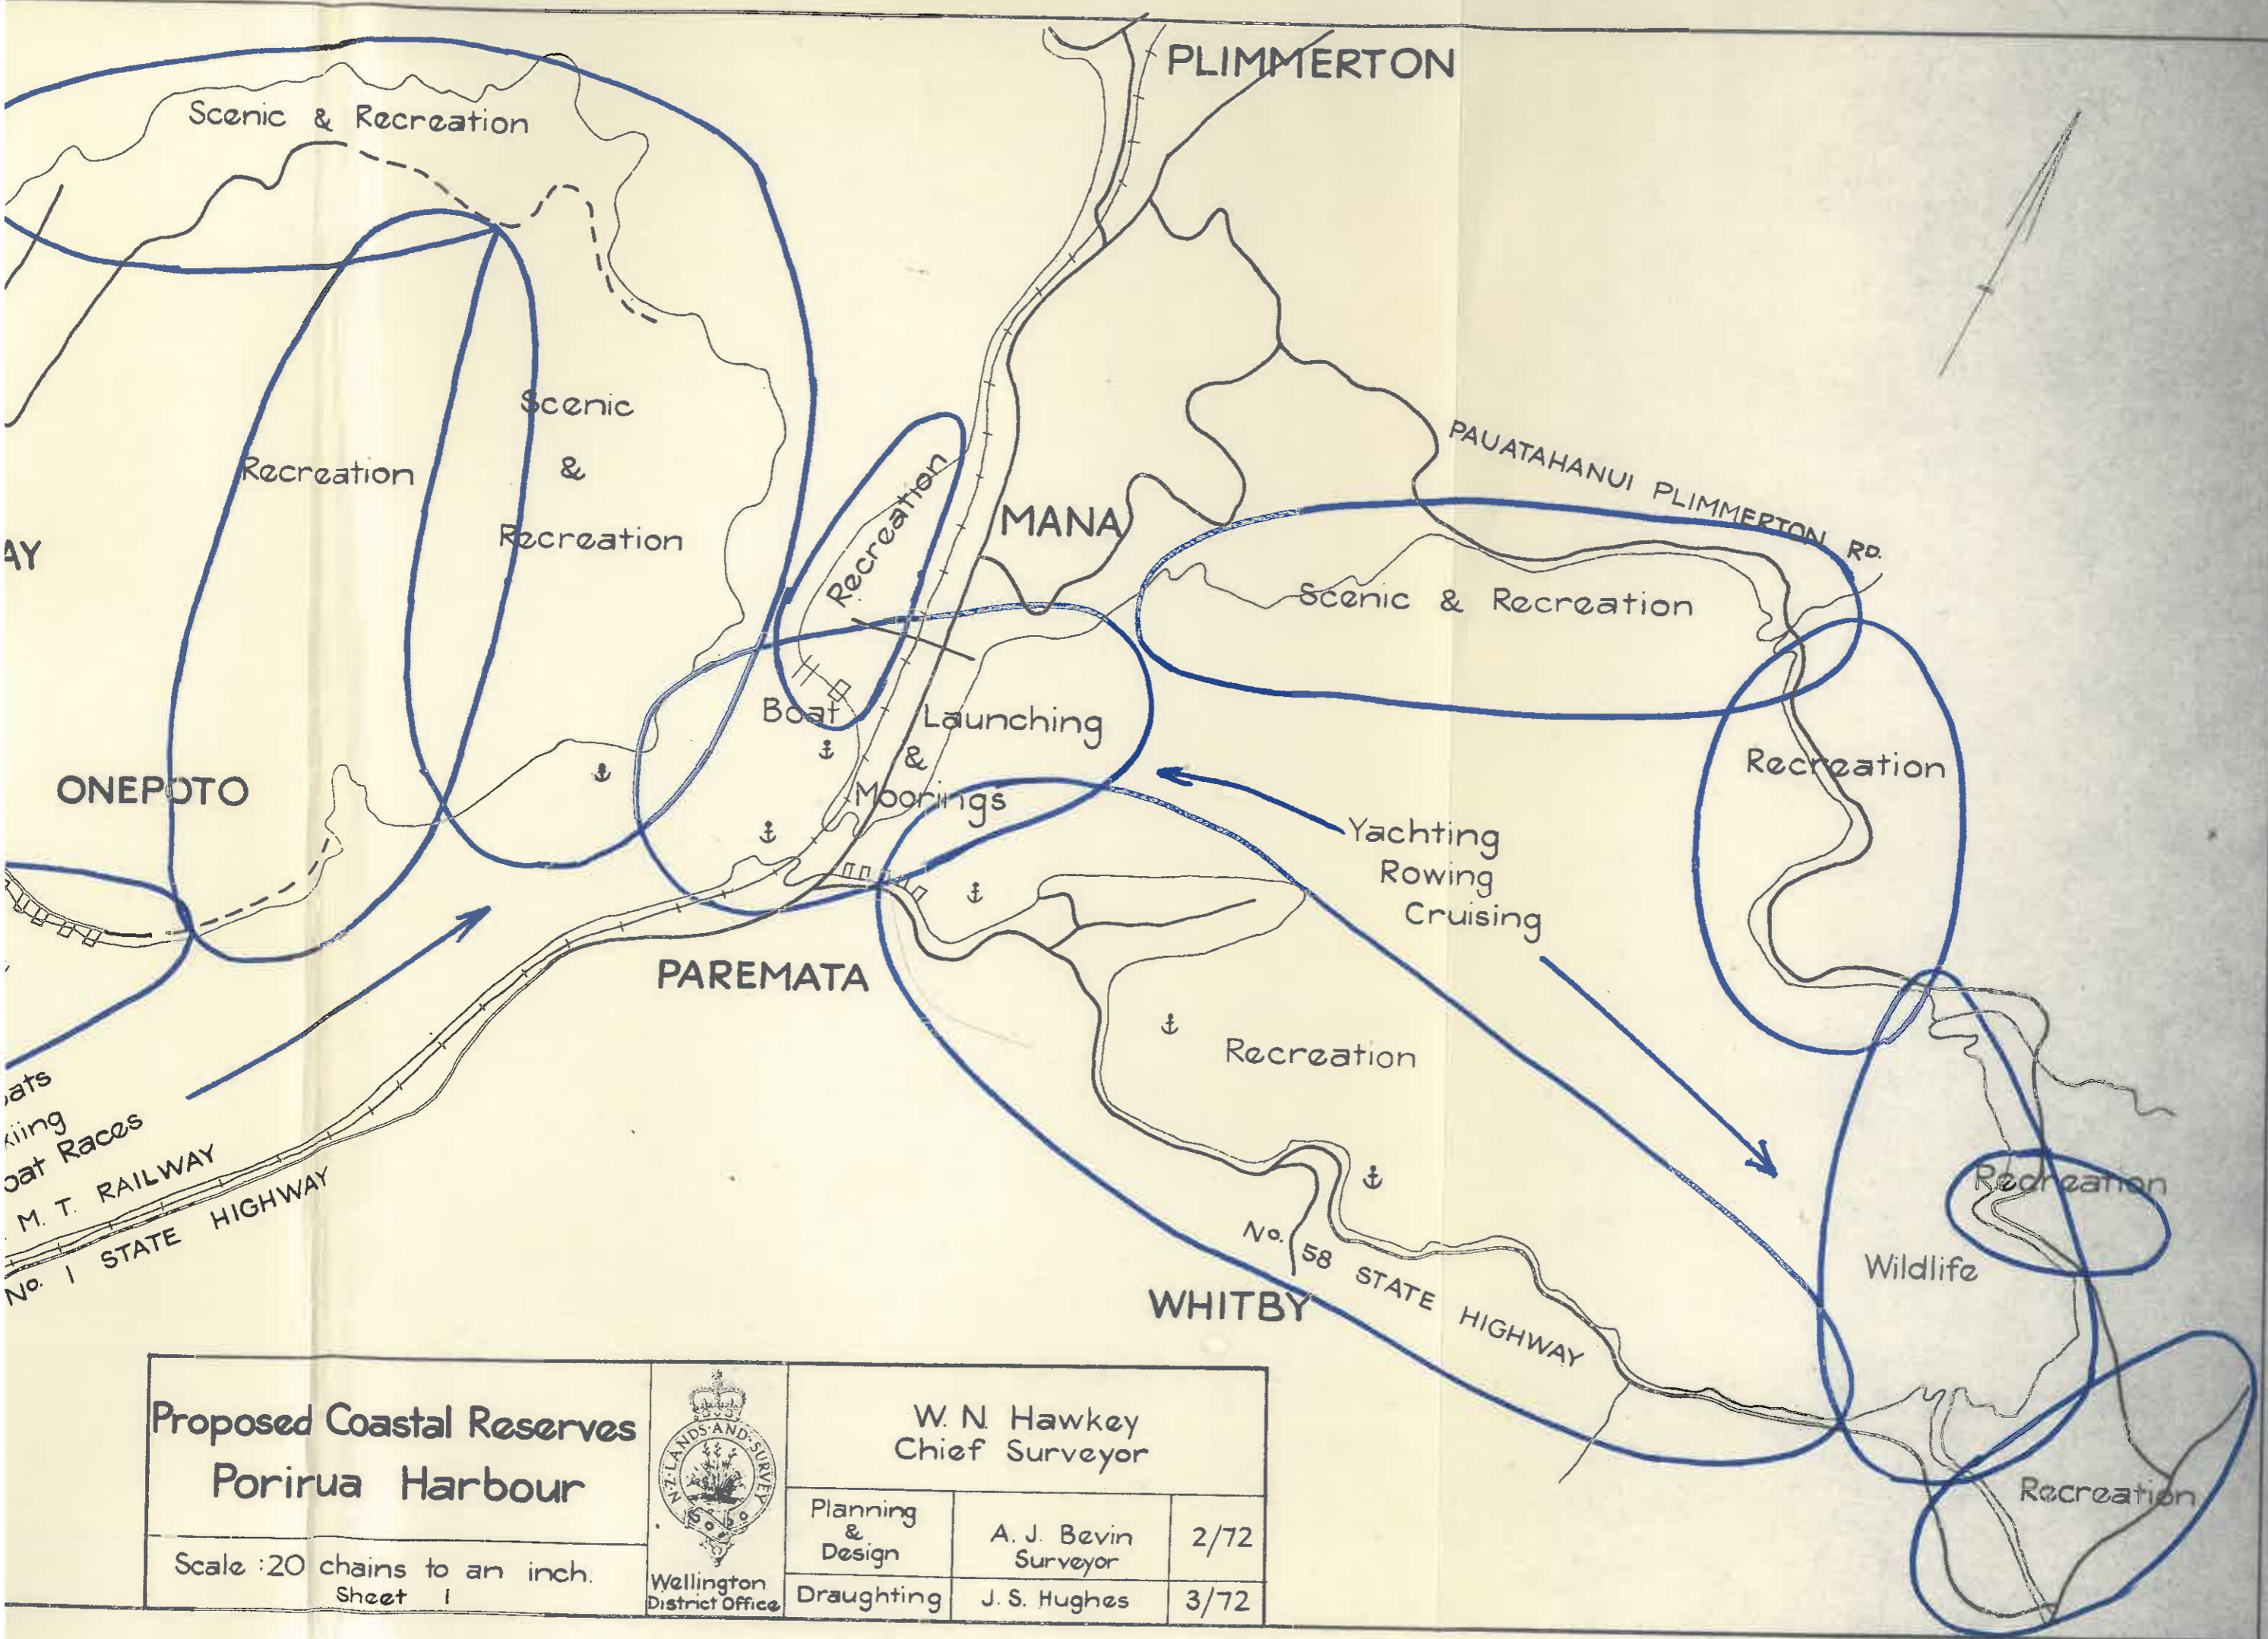 PLIMMERTON
Scenic & Recreation
Scenic
&
Recreation
Recreation
Recreation
MANA
PAUATAHANUI PLIMMERTON RD.
AY
Scenic & Recreation
Boat Launching
&
Moorings
Recreation
ONEPOTO
Yachting
Rowing
Cruising
PAREMATA
Recreation
oat Races
M. T. RAILWAY
No. 1 STATE HIGHWAY
Recreation
Wildlife
No. 58 STATE HIGHWAY
WHITBY
Recreation
Proposed Coastal Reserves
Porirua Harbour
Scale : 20 chains to an inch.
Sheet 1
N.Z. LANDS AND SURVEY
Wellington
District Office
W. N. Hawkey
Chief Surveyor
Planning
&
Design
A. J. Bevin
Surveyor
2/72
Draughting
J. S. Hughes
3/72